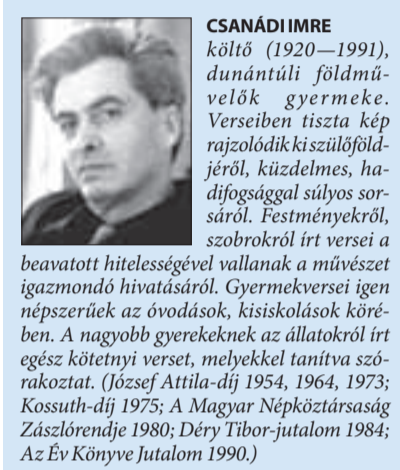 CSANÁDI IMRE
költő (1920—1991),
dunántúli földmű-
velők gyermeke.
Verseiben tiszta kép
rajzolódik ki szülőföld-
jéről, küzdelmes, ha-
difogsággal súlyos sor-
sáról. Festményekről,
szobrokról írt versei a
beavatott hitelességével vallanak a művészet
igazmondó hivatásáról. Gyermekversei igen
népszerűek az óvodások, kisiskolások köré-
ben. A nagyobb gyerekeknek az állatokról írt
egész kötetnyi verset, melyekkel tanítva szó-
rakoztat. (József Attila-díj 1954, 1964, 1973;
Kossuth-díj 1975; A Magyar Népköztársaság
Zászlórendje 1980; Déry Tibor-jutalom 1984;
Az Év Könyve Jutalom 1990.)